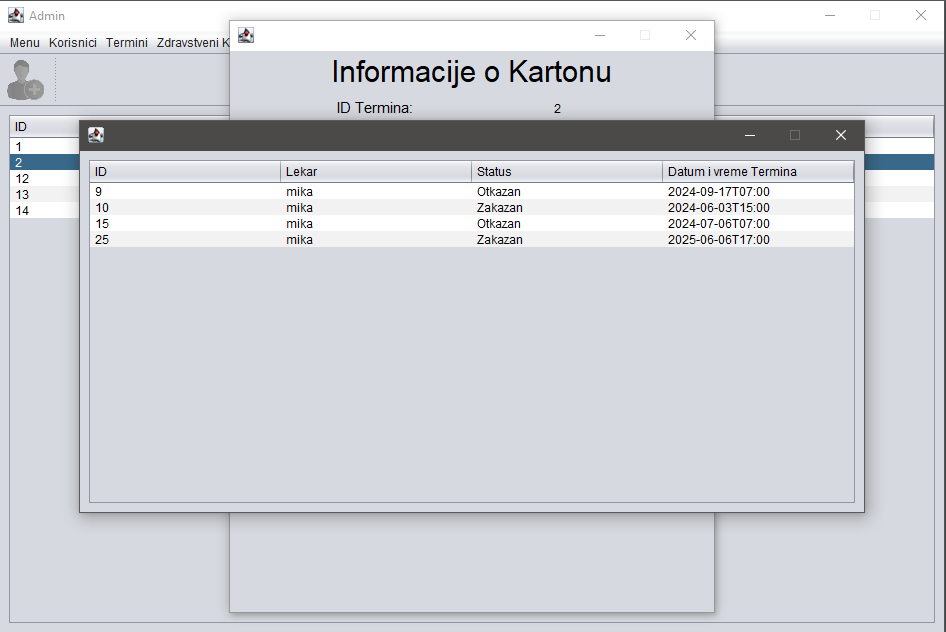 Admin
Menu Korisnici Termini Zdravstveni K
Informacije o Kartonu
ID Termina: 2
ID
1
2
12
13
14
ID Lekar Status Datum i vreme Termina
9 mika Otkazan 2024-09-17T07:00
10 mika Zakazan 2024-06-03T15:00
15 mika Otkazan 2024-07-06T07:00
25 mika Zakazan 2025-06-06T17:00